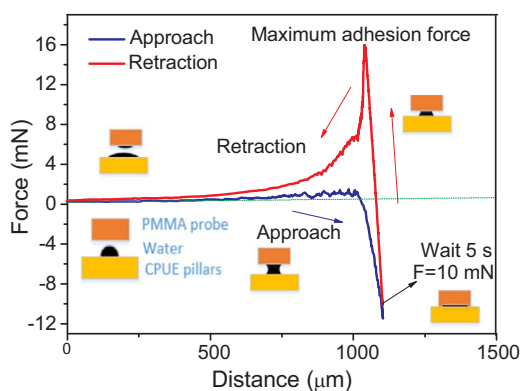 Approach
Retraction
Maximum adhesion force
Retraction
Approach
PMMA probe
Water
CPUE pillars
Wait 5 s
F=10 mN
Force (mN)
16
12
8
4
0
-4
-8
-12
0
500
1000
1500
Distance (μm)